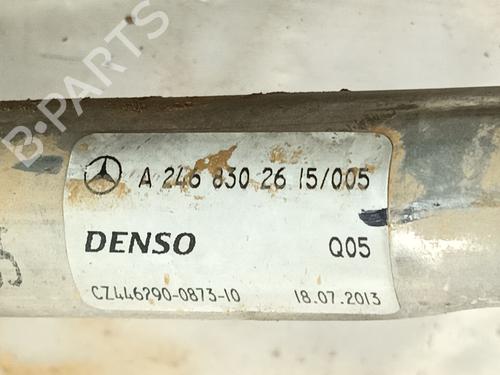 B-PARTS
A 246 830 26 15/005
DENSO
Q05
CZ446290-0873-10
18.07.2013